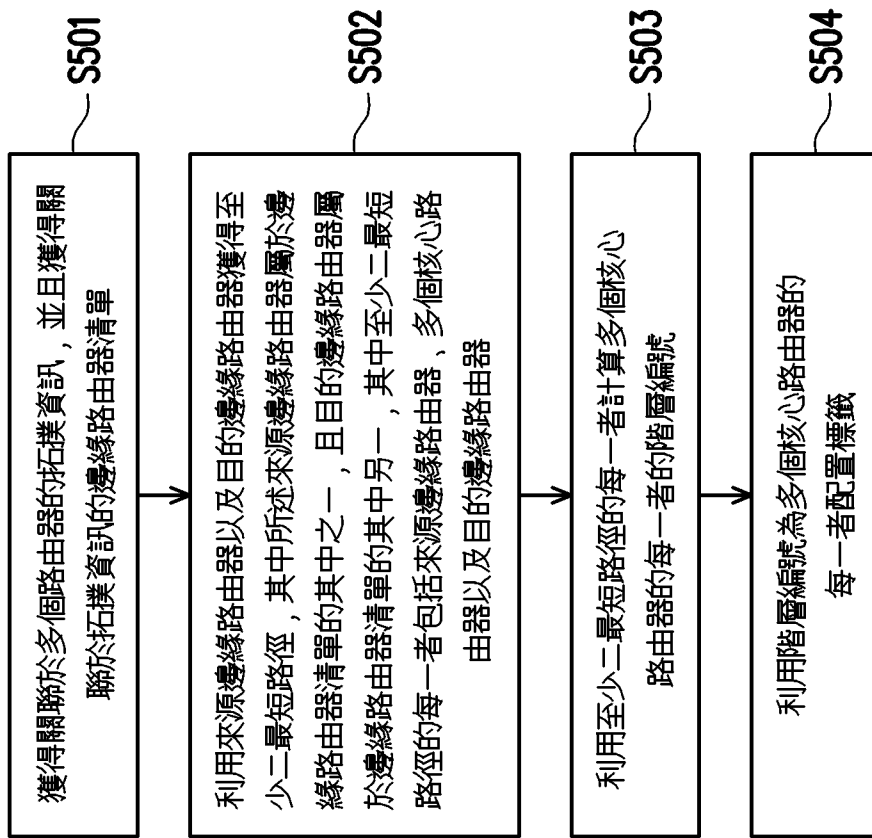 獲得關聯於多個路由器的拓撲資訊，並且獲得關
聯於拓撲資訊的邊緣路由器清單
S501
利用來源邊緣路由器以及目的邊緣路由器獲得至
少二最短路徑，其中所述來源邊緣路由器屬於邊
緣路由器清單的其中之一，且目的邊緣路由器屬
於邊緣路由器清單的其中另一，其中至少二最短
路徑的每一者包括來源邊緣路由器、多個核心路
由器以及目的邊緣路由器
S502
利用至少二最短路徑的每一者計算多個核心
路由器的每一者的階層編號
S503
利用階層編號為多個核心路由器的
每一者配置標籤
S504